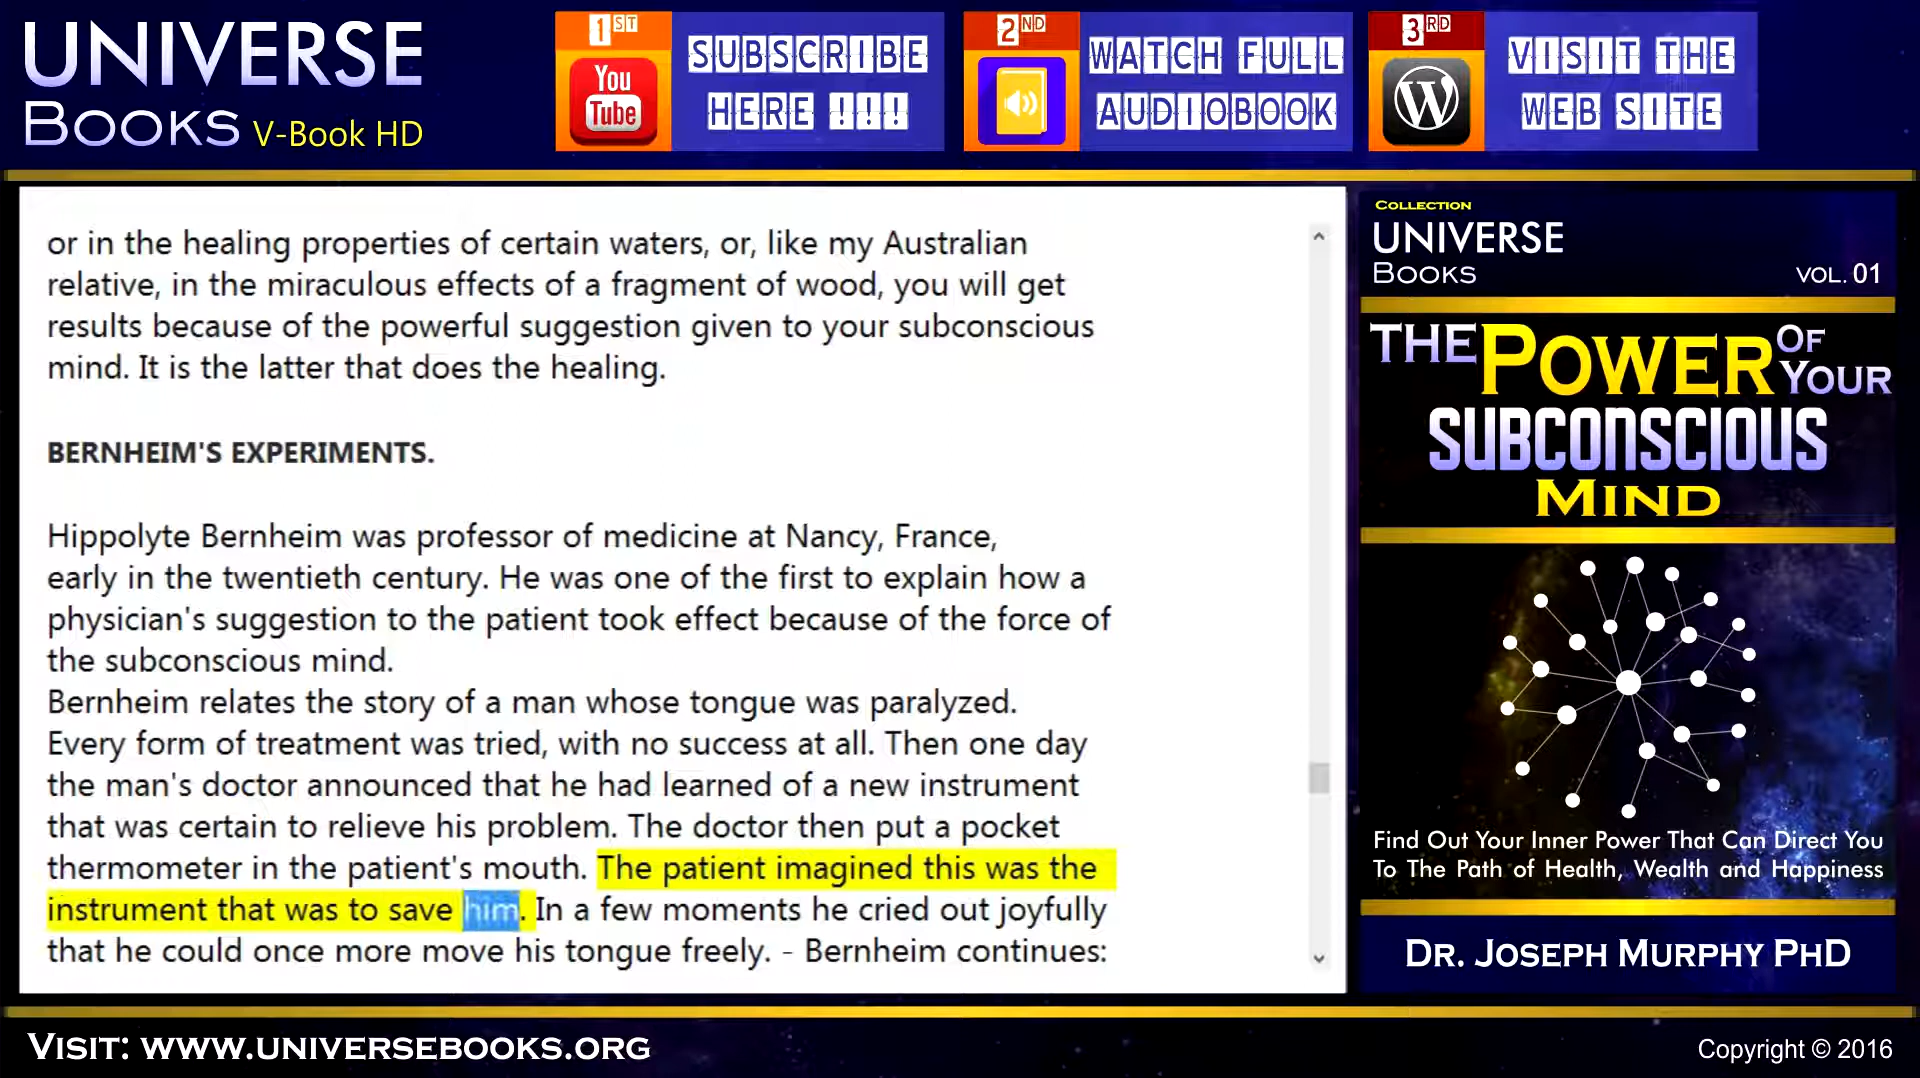 UNIVERSE
BOOKS V-Book HD
1ST
You
Tube
SUBSCRIBE
HERE !!!
2ND
WATCH FULL
AUDIOBOOK
3RD
W
VISIT THE
WEB SITE
or in the healing properties of certain waters, or, like my Australian
relative, in the miraculous effects of a fragment of wood, you will get
results because of the powerful suggestion given to your subconscious
mind. It is the latter that does the healing.
BERNHEIM'S EXPERIMENTS.
Hippolyte Bernheim was professor of medicine at Nancy, France,
early in the twentieth century. He was one of the first to explain how a
physician's suggestion to the patient took effect because of the force of
the subconscious mind.
Bernheim relates the story of a man whose tongue was paralyzed.
Every form of treatment was tried, with no success at all. Then one day
the man's doctor announced that he had learned of a new instrument
that was certain to relieve his problem. The doctor then put a pocket
thermometer in the patient's mouth. The patient imagined this was the
instrument that was to save him. In a few moments he cried out joyfully
that he could once more move his tongue freely. - Bernheim continues:
COLLECTION
UNIVERSE
BOOKS VOL. 01
THE POWER OF
YOUR
SUBCONSCIOUS
MIND
Find Out Your Inner Power That Can Direct You
To The Path of Health, Wealth and Happiness
DR. JOSEPH MURPHY PHD
VISIT: WWW.UNIVERSEBOOKS.ORG
Copyright © 2016